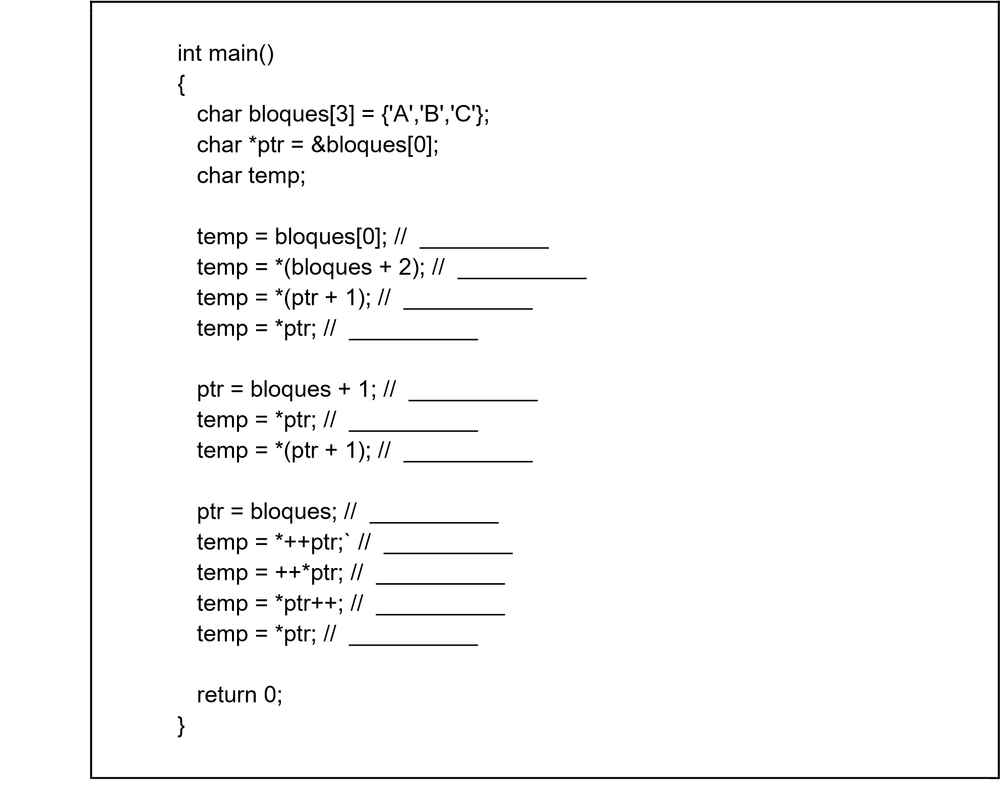 int main()
{
char bloques[3] = {'A','B','C'};
char *ptr = &bloques[0];
char temp;
temp = bloques[0]; // ___________
temp = *(bloques + 2); // ___________
temp = *(ptr + 1); // ___________
temp = *ptr; // ___________
ptr = bloques + 1; // ___________
temp = *ptr; // ___________
temp = *(ptr + 1); // ___________
ptr = bloques; // ___________
temp = *++ptr;` // ___________
temp = ++*ptr; // ___________
temp = *ptr++; // ___________
temp = *ptr; // ___________
return 0;
}